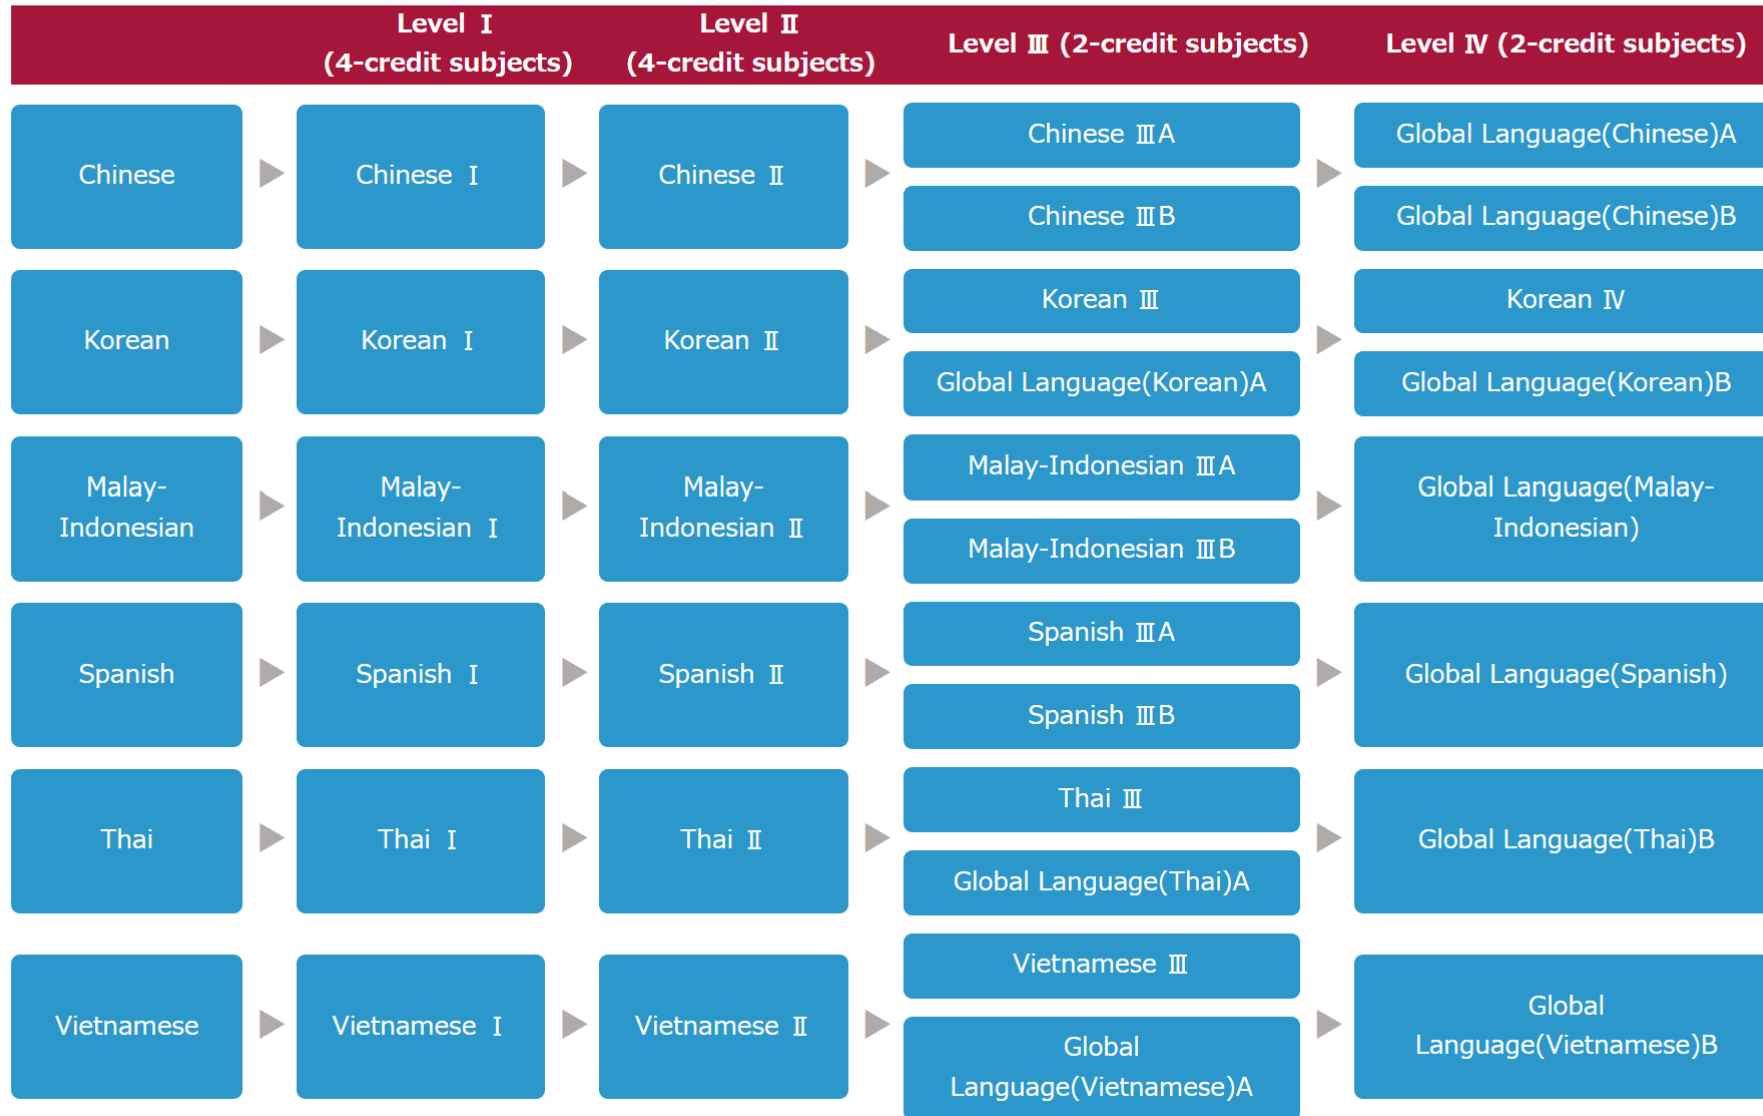 Level Ⅰ
(4-credit subjects)
Level Ⅱ
(4-credit subjects)
Level Ⅲ (2-credit subjects)
Level Ⅳ (2-credit subjects)
Chinese
Chinese Ⅰ
Chinese Ⅱ
Chinese ⅢA
Chinese ⅢB
Global Language(Chinese)A
Global Language(Chinese)B
Korean
Korean Ⅰ
Korean Ⅱ
Korean Ⅲ
Global Language(Korean)A
Korean Ⅳ
Global Language(Korean)B
Malay-
Indonesian
Malay-
Indonesian Ⅰ
Malay-
Indonesian Ⅱ
Malay-Indonesian ⅢA
Malay-Indonesian ⅢB
Global Language(Malay-
Indonesian)
Spanish
Spanish Ⅰ
Spanish Ⅱ
Spanish ⅢA
Spanish ⅢB
Global Language(Spanish)
Thai
Thai Ⅰ
Thai Ⅱ
Thai Ⅲ
Global Language(Thai)A
Global Language(Thai)B
Vietnamese
Vietnamese Ⅰ
Vietnamese Ⅱ
Vietnamese Ⅲ
Global
Language(Vietnamese)A
Global
Language(Vietnamese)B